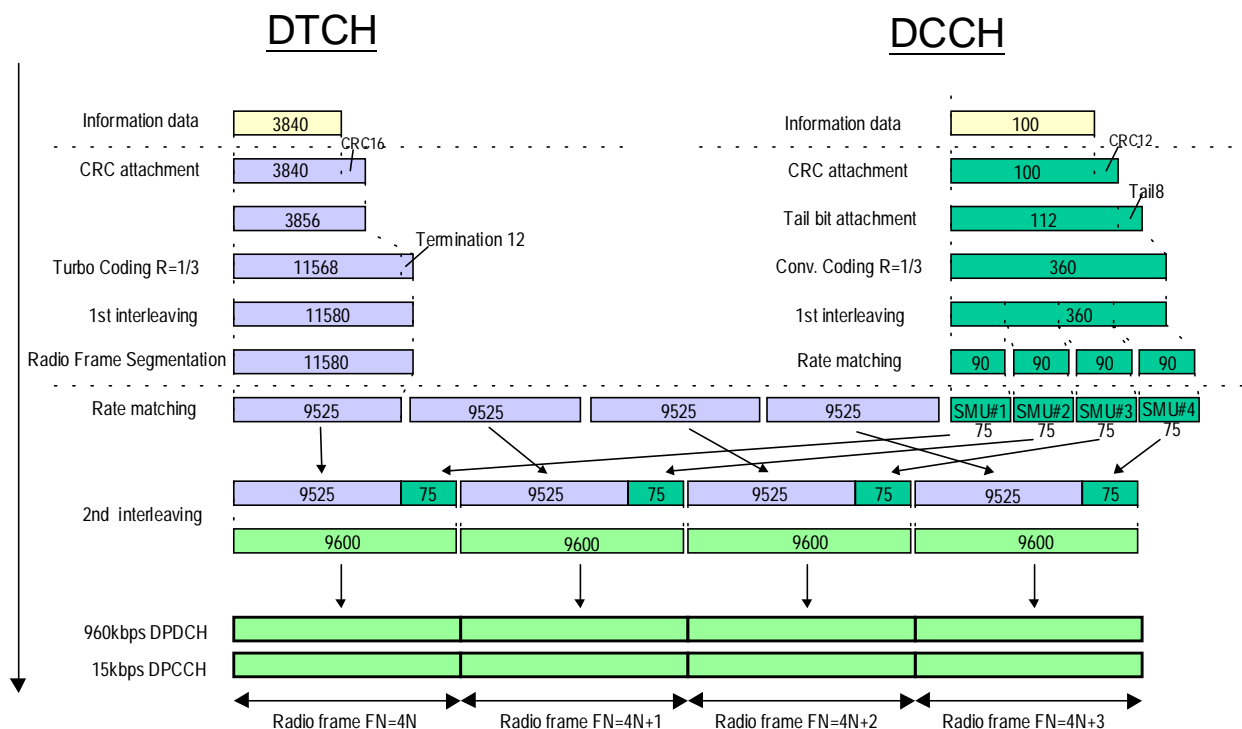 DTCH DCCH
Information data 3840 Information data 100
CRC16 CRC12
CRC attachment 3840 CRC attachment 100
Tail8
3856 Tail bit attachment 112
Termination 12
Turbo Coding R=1/3 11568 Conv. Coding R=1/3 360
1st interleaving 11580 1st interleaving 360
Radio Frame Segmentation 11580 Rate matching 90 90 90 90
Rate matching 9525 9525 9525 9525 SMU#1 SMU#2 SMU#3 SMU#4
75 75 75 75
9525 75 9525 75 9525 75 9525 75
2nd interleaving
9600 9600 9600 9600
960kbps DPDCH
15kbps DPCCH
Radio frame FN=4N Radio frame FN=4N+1 Radio frame FN=4N+2 Radio frame FN=4N+3